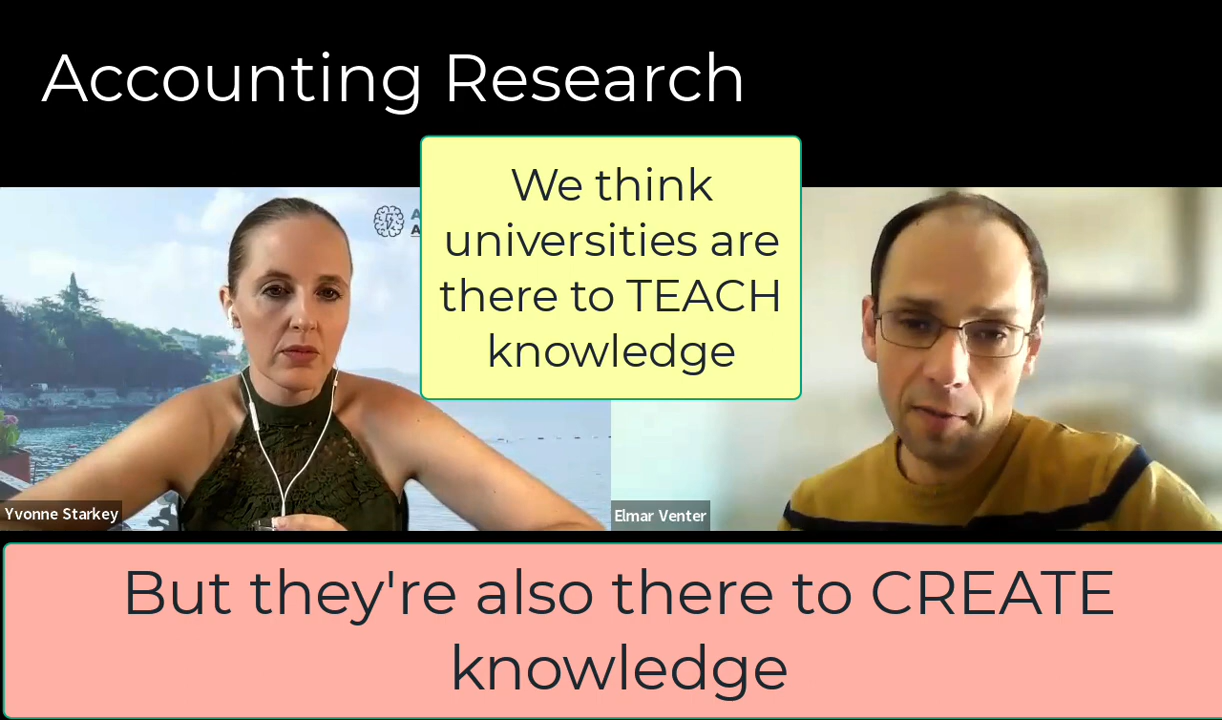 Accounting Research
We think
universities are
there to TEACH
knowledge
Yvonne Starkey
Elmar Venter
But they're also there to CREATE
knowledge